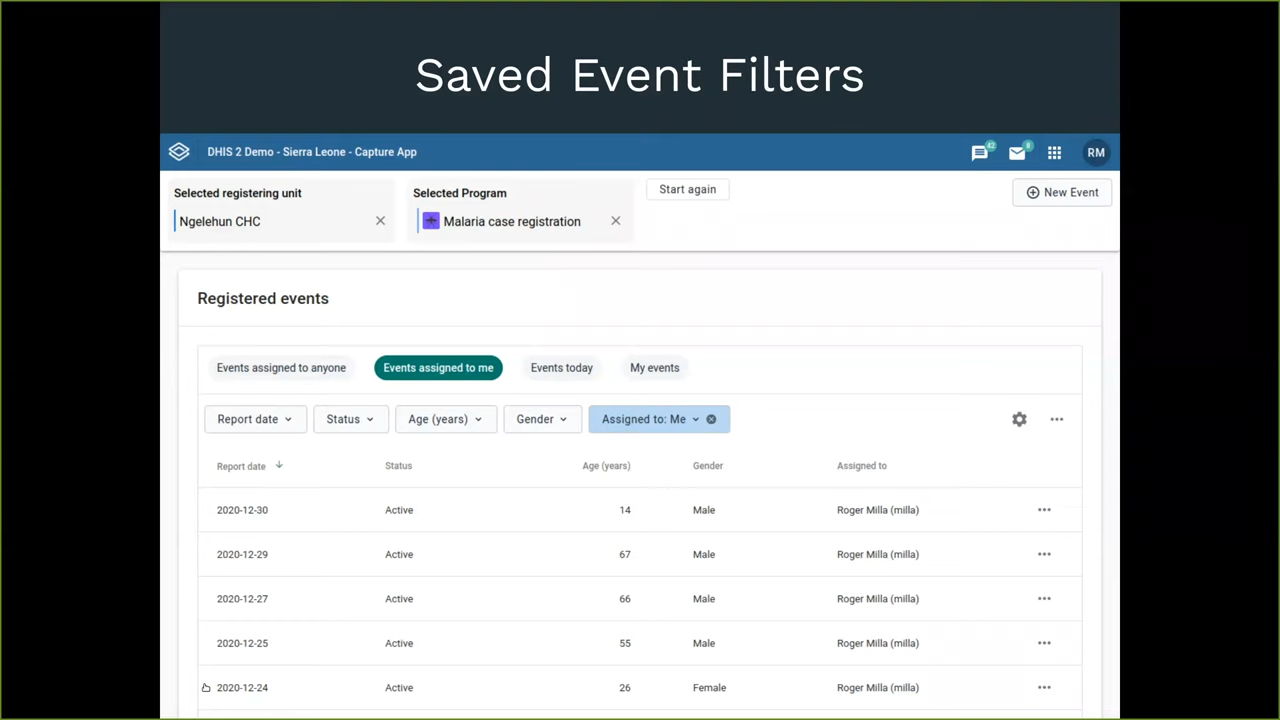 Saved Event Filters
DHIS 2 Demo - Sierra Leone - Capture App
42
8
RM
Selected registering unit
Selected Program
Start again
New Event
Ngelehun CHC
Malaria case registration
Registered events
Events assigned to anyone
Events assigned to me
Events today
My events
Report date
Status
Age (years)
Gender
Assigned to: Me
Report date Status Age (years) Gender Assigned to
2020-12-30 Active 14 Male Roger Milla (milla)
2020-12-29 Active 67 Male Roger Milla (milla)
2020-12-27 Active 66 Male Roger Milla (milla)
2020-12-25 Active 55 Male Roger Milla (milla)
2020-12-24 Active 26 Female Roger Milla (milla)